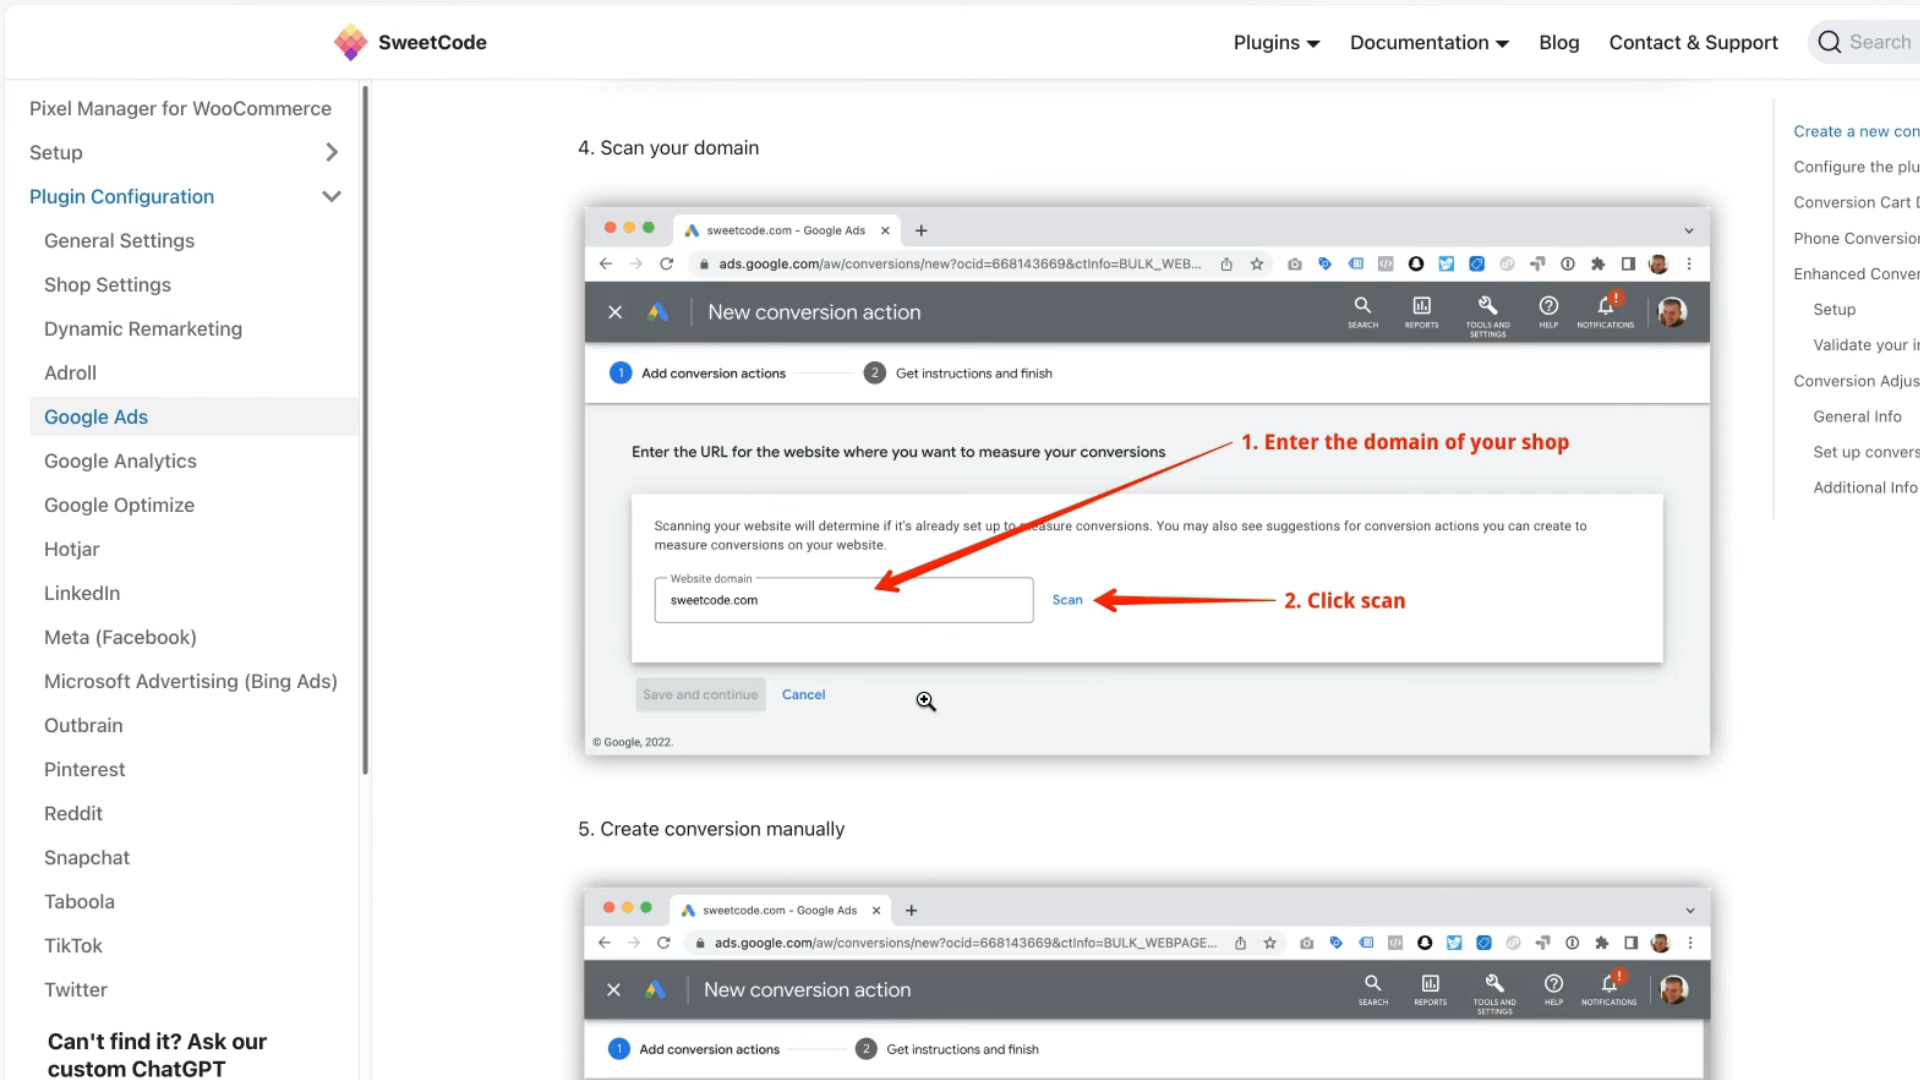 SweetCode
Plugins
Documentation
Blog
Contact & Support
Search
Pixel Manager for WooCommerce
Setup
Plugin Configuration
General Settings
Shop Settings
Dynamic Remarketing
Adroll
Google Ads
Google Analytics
Google Optimize
Hotjar
LinkedIn
Meta (Facebook)
Microsoft Advertising (Bing Ads)
Outbrain
Pinterest
Reddit
Snapchat
Taboola
TikTok
Twitter
Can't find it? Ask our
custom ChatGPT
4. Scan your domain
sweetcode.com - Google Ads
ads.google.com/aw/conversions/new?ocid=668143669&ctInfo=BULK_WEB...
New conversion action
SEARCH
REPORTS
TOOLS AND
SETTINGS
HELP
NOTIFICATIONS
1 Add conversion actions
2 Get instructions and finish
Enter the URL for the website where you want to measure your conversions
1. Enter the domain of your shop
Scanning your website will determine if it's already set up to measure conversions. You may also see suggestions for conversion actions you can create to
measure conversions on your website.
Website domain
sweetcode.com
Scan
2. Click scan
Save and continue
Cancel
© Google, 2022.
5. Create conversion manually
sweetcode.com - Google Ads
ads.google.com/aw/conversions/new?ocid=668143669&ctInfo=BULK_WEBPAGE...
New conversion action
SEARCH
REPORTS
TOOLS AND
SETTINGS
HELP
NOTIFICATIONS
1 Add conversion actions
2 Get instructions and finish
Create a new con
Configure the plu
Conversion Cart D
Phone Conversion
Enhanced Conver
Setup
Validate your i
Conversion Adjus
General Info
Set up convers
Additional Info